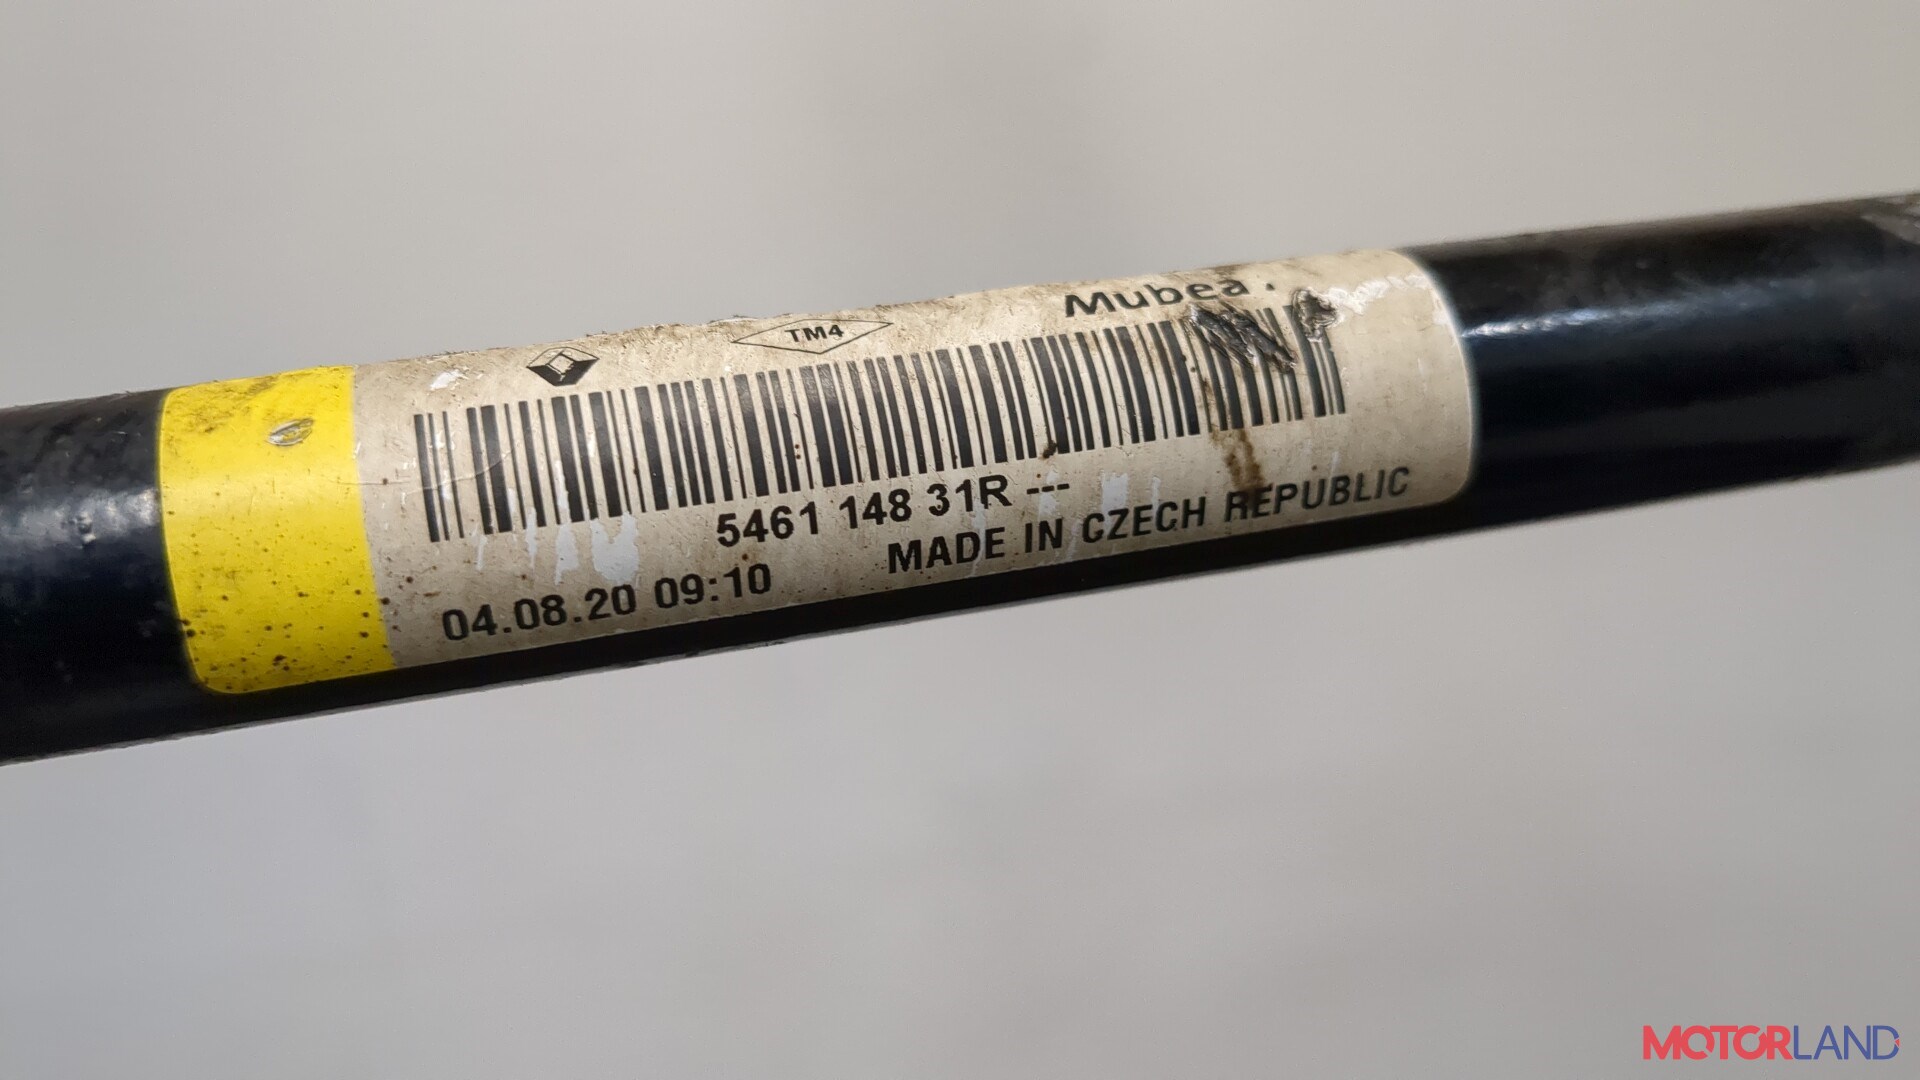 TM4
Mubea
5461 148 31R ---
04.08.20 09:10
MADE IN CZECH REPUBLIC
MOTORLAND